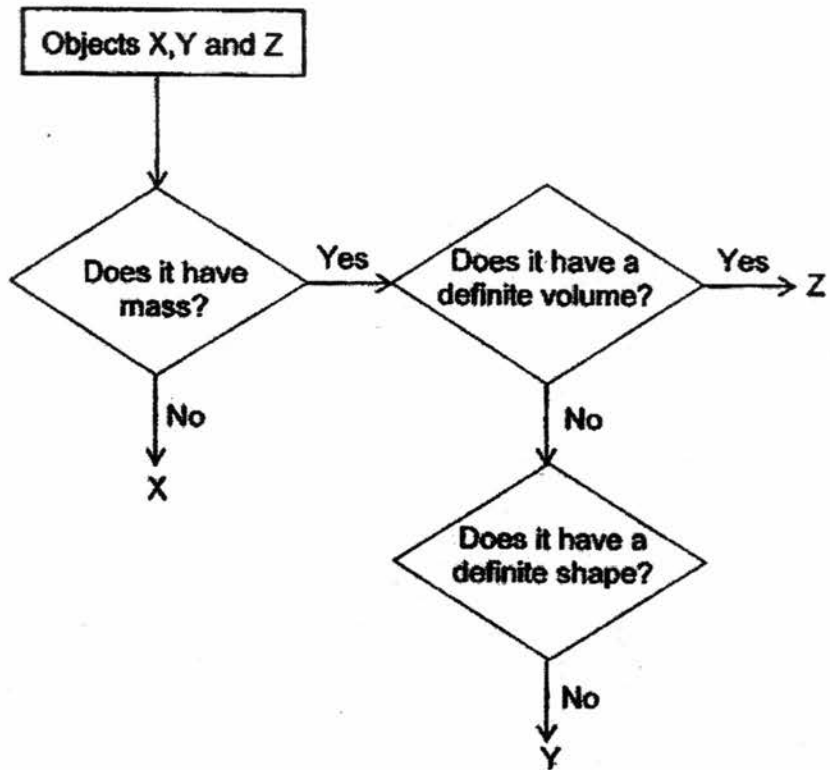 Objects X,Y and Z
Does it have
mass?
Yes
Does it have a
definite volume?
Yes
Z
No
X
No
Does it have a
definite shape?
No
Y